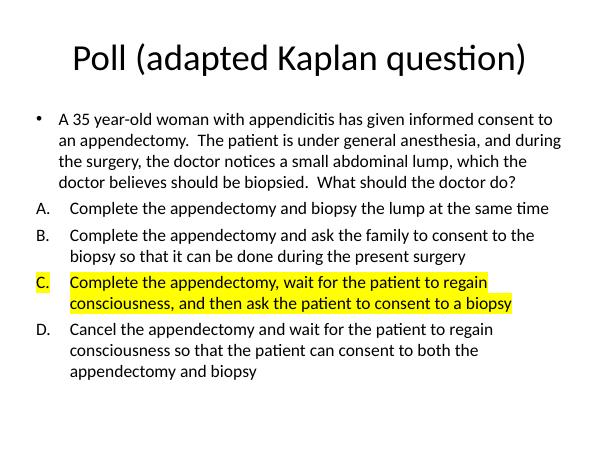 Poll (adapted Kaplan question)
• A 35 year-old woman with appendicitis has given informed consent to
an appendectomy.  The patient is under general anesthesia, and during
the surgery, the doctor notices a small abdominal lump, which the
doctor believes should be biopsied.  What should the doctor do?
A. Complete the appendectomy and biopsy the lump at the same time
B. Complete the appendectomy and ask the family to consent to the
biopsy so that it can be done during the present surgery
C. Complete the appendectomy, wait for the patient to regain
consciousness, and then ask the patient to consent to a biopsy
D. Cancel the appendectomy and wait for the patient to regain
consciousness so that the patient can consent to both the
appendectomy and biopsy